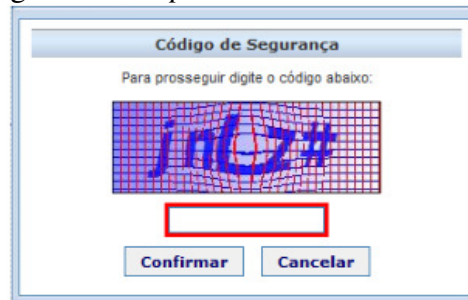 Código de Segurança
Para prosseguir digite o código abaixo:
Confirmar Cancelar